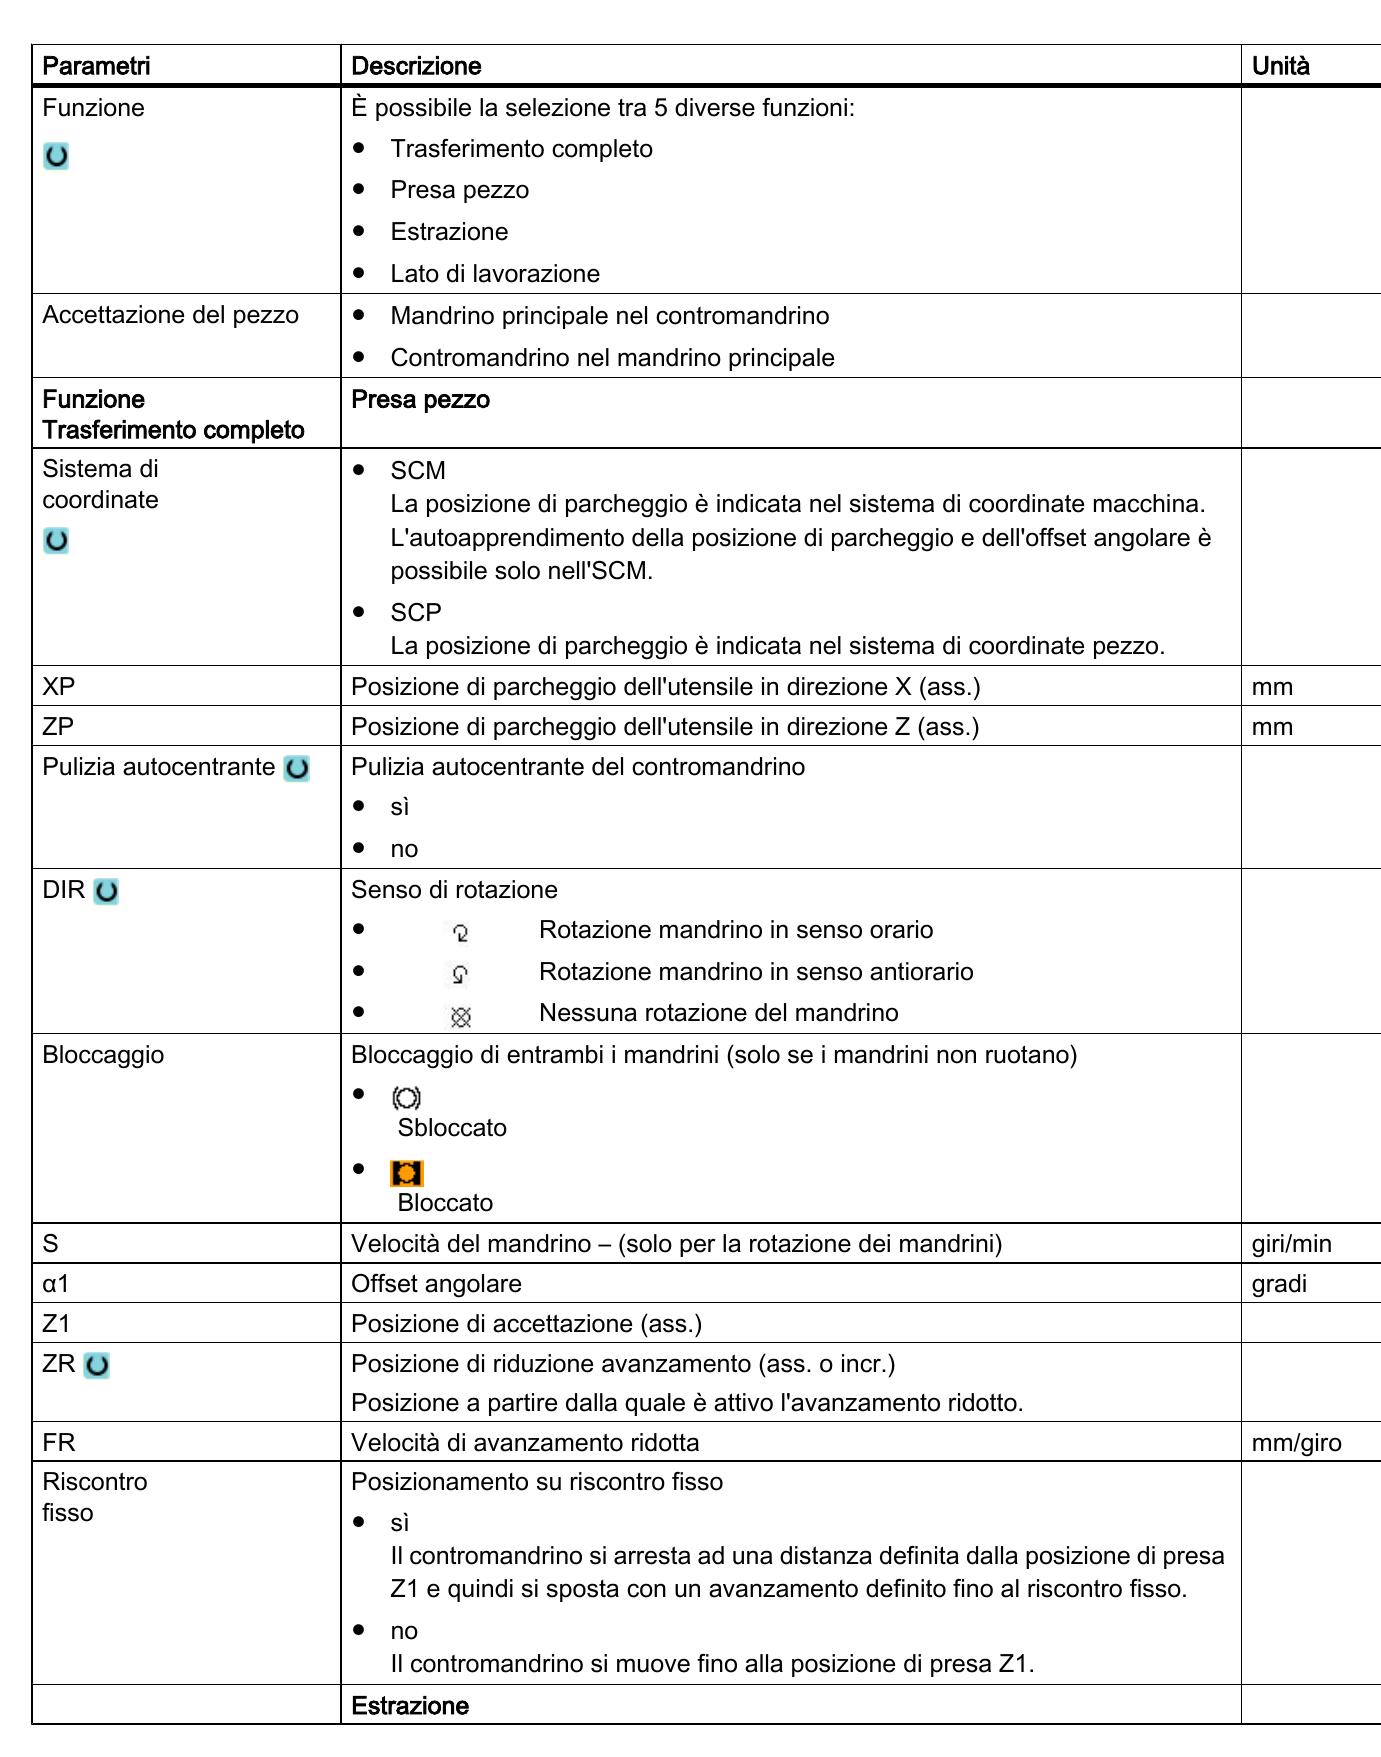 Parametri Descrizione Unità
Funzione È possibile la selezione tra 5 diverse funzioni:
● Trasferimento completo
● Presa pezzo
● Estrazione
● Lato di lavorazione
Accettazione del pezzo ● Mandrino principale nel contromandrino
● Contromandrino nel mandrino principale
Funzione Presa pezzo
Trasferimento completo
Sistema di ● SCM
coordinate La posizione di parcheggio è indicata nel sistema di coordinate macchina.
L'autoapprendimento della posizione di parcheggio e dell'offset angolare è
possibile solo nell'SCM.
● SCP
La posizione di parcheggio è indicata nel sistema di coordinate pezzo.
XP Posizione di parcheggio dell'utensile in direzione X (ass.) mm
ZP Posizione di parcheggio dell'utensile in direzione Z (ass.) mm
Pulizia autocentrante Pulizia autocentrante del contromandrino
● sì
● no
DIR Senso di rotazione
● Rotazione mandrino in senso orario
● Rotazione mandrino in senso antiorario
● Nessuna rotazione del mandrino
Bloccaggio Bloccaggio di entrambi i mandrini (solo se i mandrini non ruotano)
●
Sbloccato
●
Bloccato
S Velocità del mandrino – (solo per la rotazione dei mandrini) giri/min
α1 Offset angolare gradi
Z1 Posizione di accettazione (ass.)
ZR Posizione di riduzione avanzamento (ass. o incr.)
Posizione a partire dalla quale è attivo l'avanzamento ridotto.
FR Velocità di avanzamento ridotta mm/giro
Riscontro Posizionamento su riscontro fisso
fisso
● sì
Il contromandrino si arresta ad una distanza definita dalla posizione di presa
Z1 e quindi si sposta con un avanzamento definito fino al riscontro fisso.
● no
Il contromandrino si muove fino alla posizione di presa Z1.
Estrazione